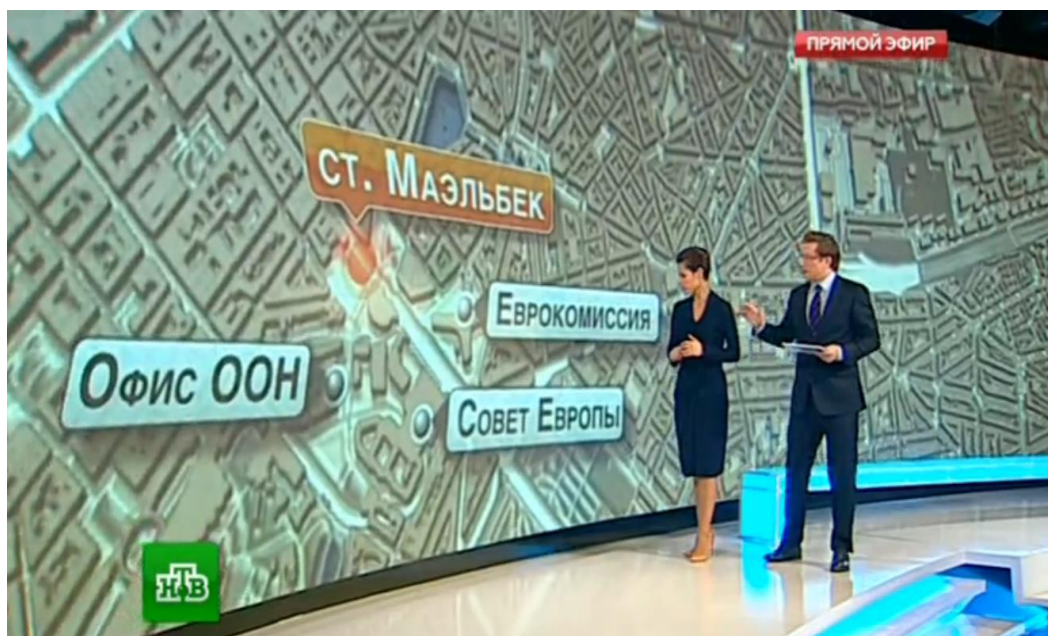 ПРЯМОЙ ЭФИР
СТ. МАЭЛЬБЕК
ЕВРОКОМИССИЯ
ОФИС ООН
СОВЕТ ЕВРОПЫ
НТВ